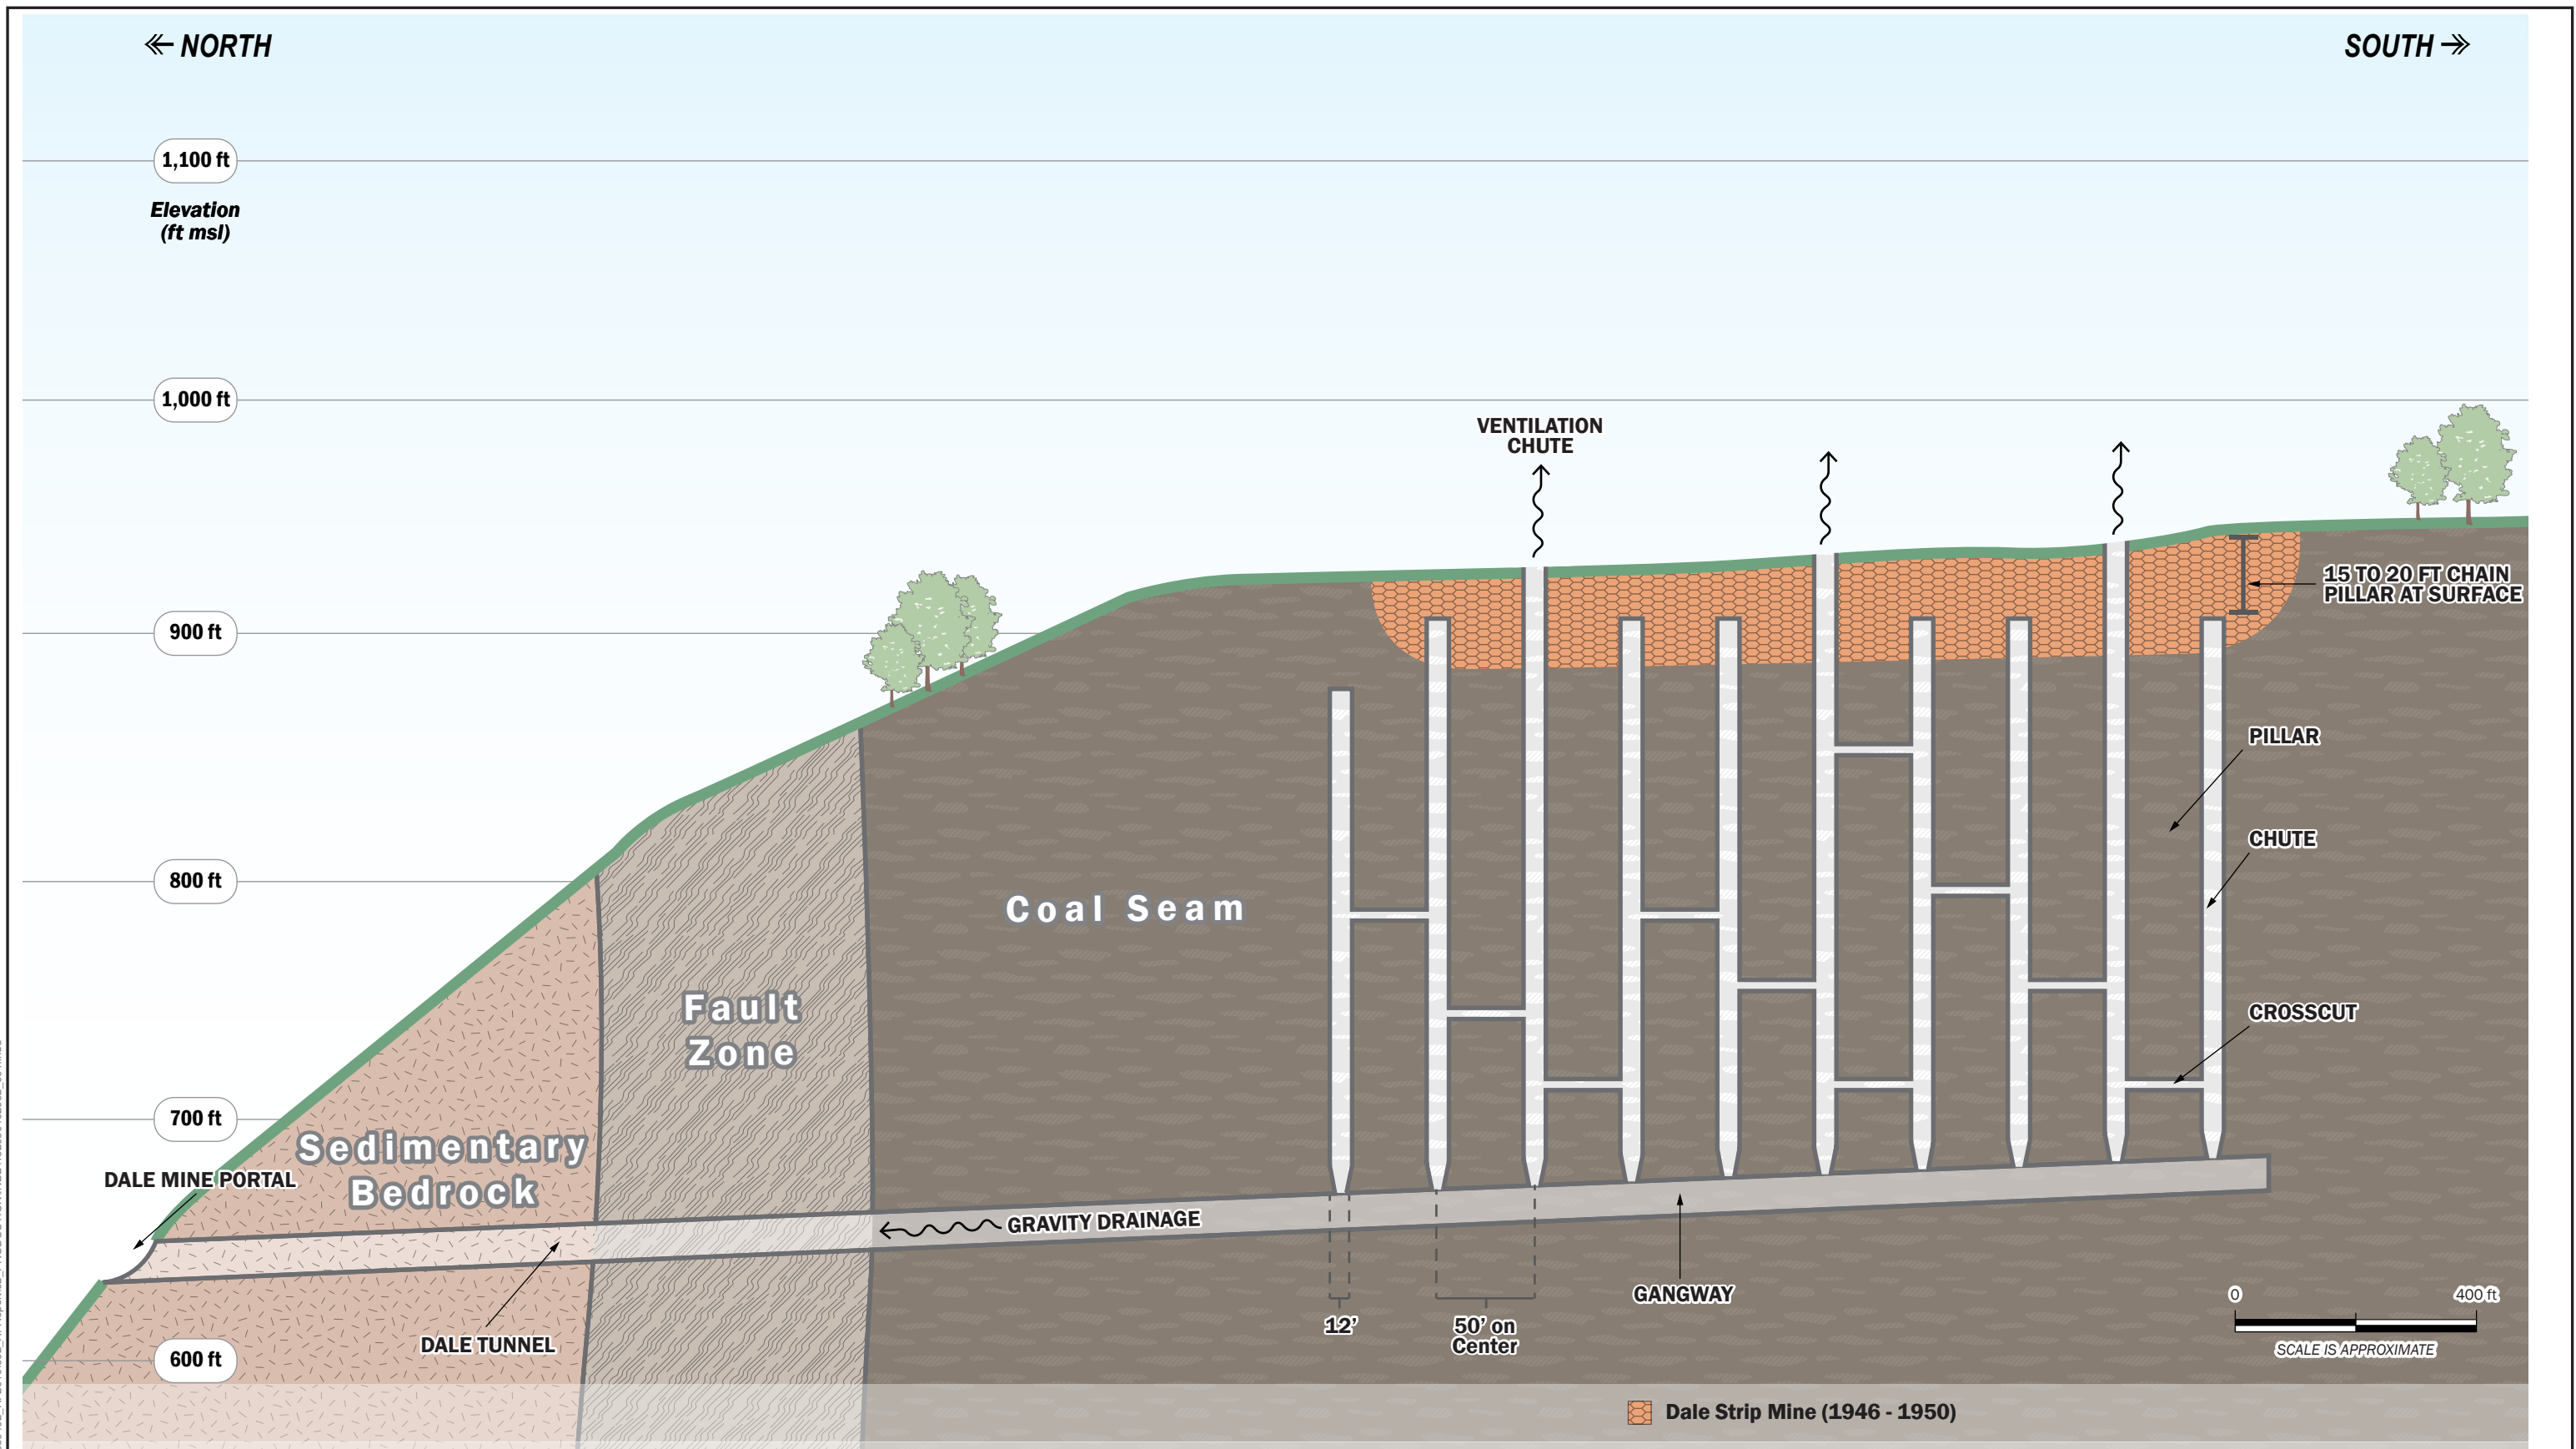 NORTH
SOUTH
1,100 ft
Elevation
(ft msl)
1,000 ft
VENTILATION
CHUTE
15 TO 20 FT CHAIN
PILLAR AT SURFACE
900 ft
PILLAR
CHUTE
800 ft
Coal Seam
Fault
Zone
CROSSCUT
700 ft
Sedimentary
Bedrock
DALE MINE PORTAL
GRAVITY DRAINAGE
GANGWAY
0 400 ft
12’
50’ on
Center
DALE TUNNEL
SCALE IS APPROXIMATE
600 ft
Dale Strip Mine (1946 - 1950)